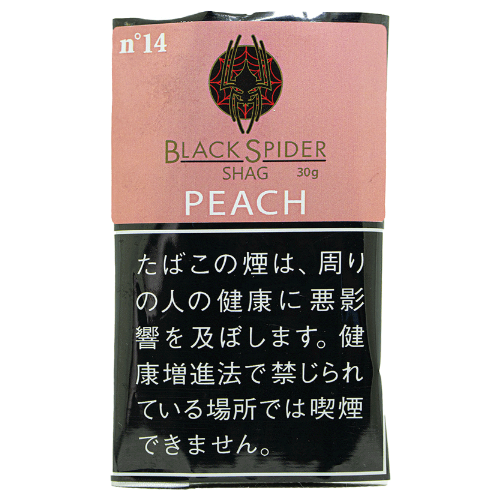 n°14
BLACK SPIDER
SHAG 30g
PEACH
たばこの煙は、周り
の人の健康に悪影
響を及ぼします。健
康増進法で禁じられ
ている場所では喫煙
できません。